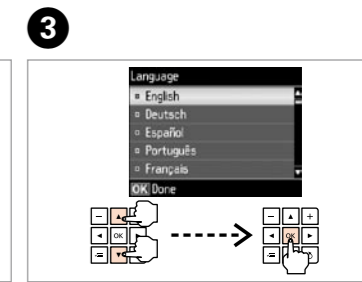 3
Language
English
Deutsch
Español
Português
Français
OK Done
OK
OK